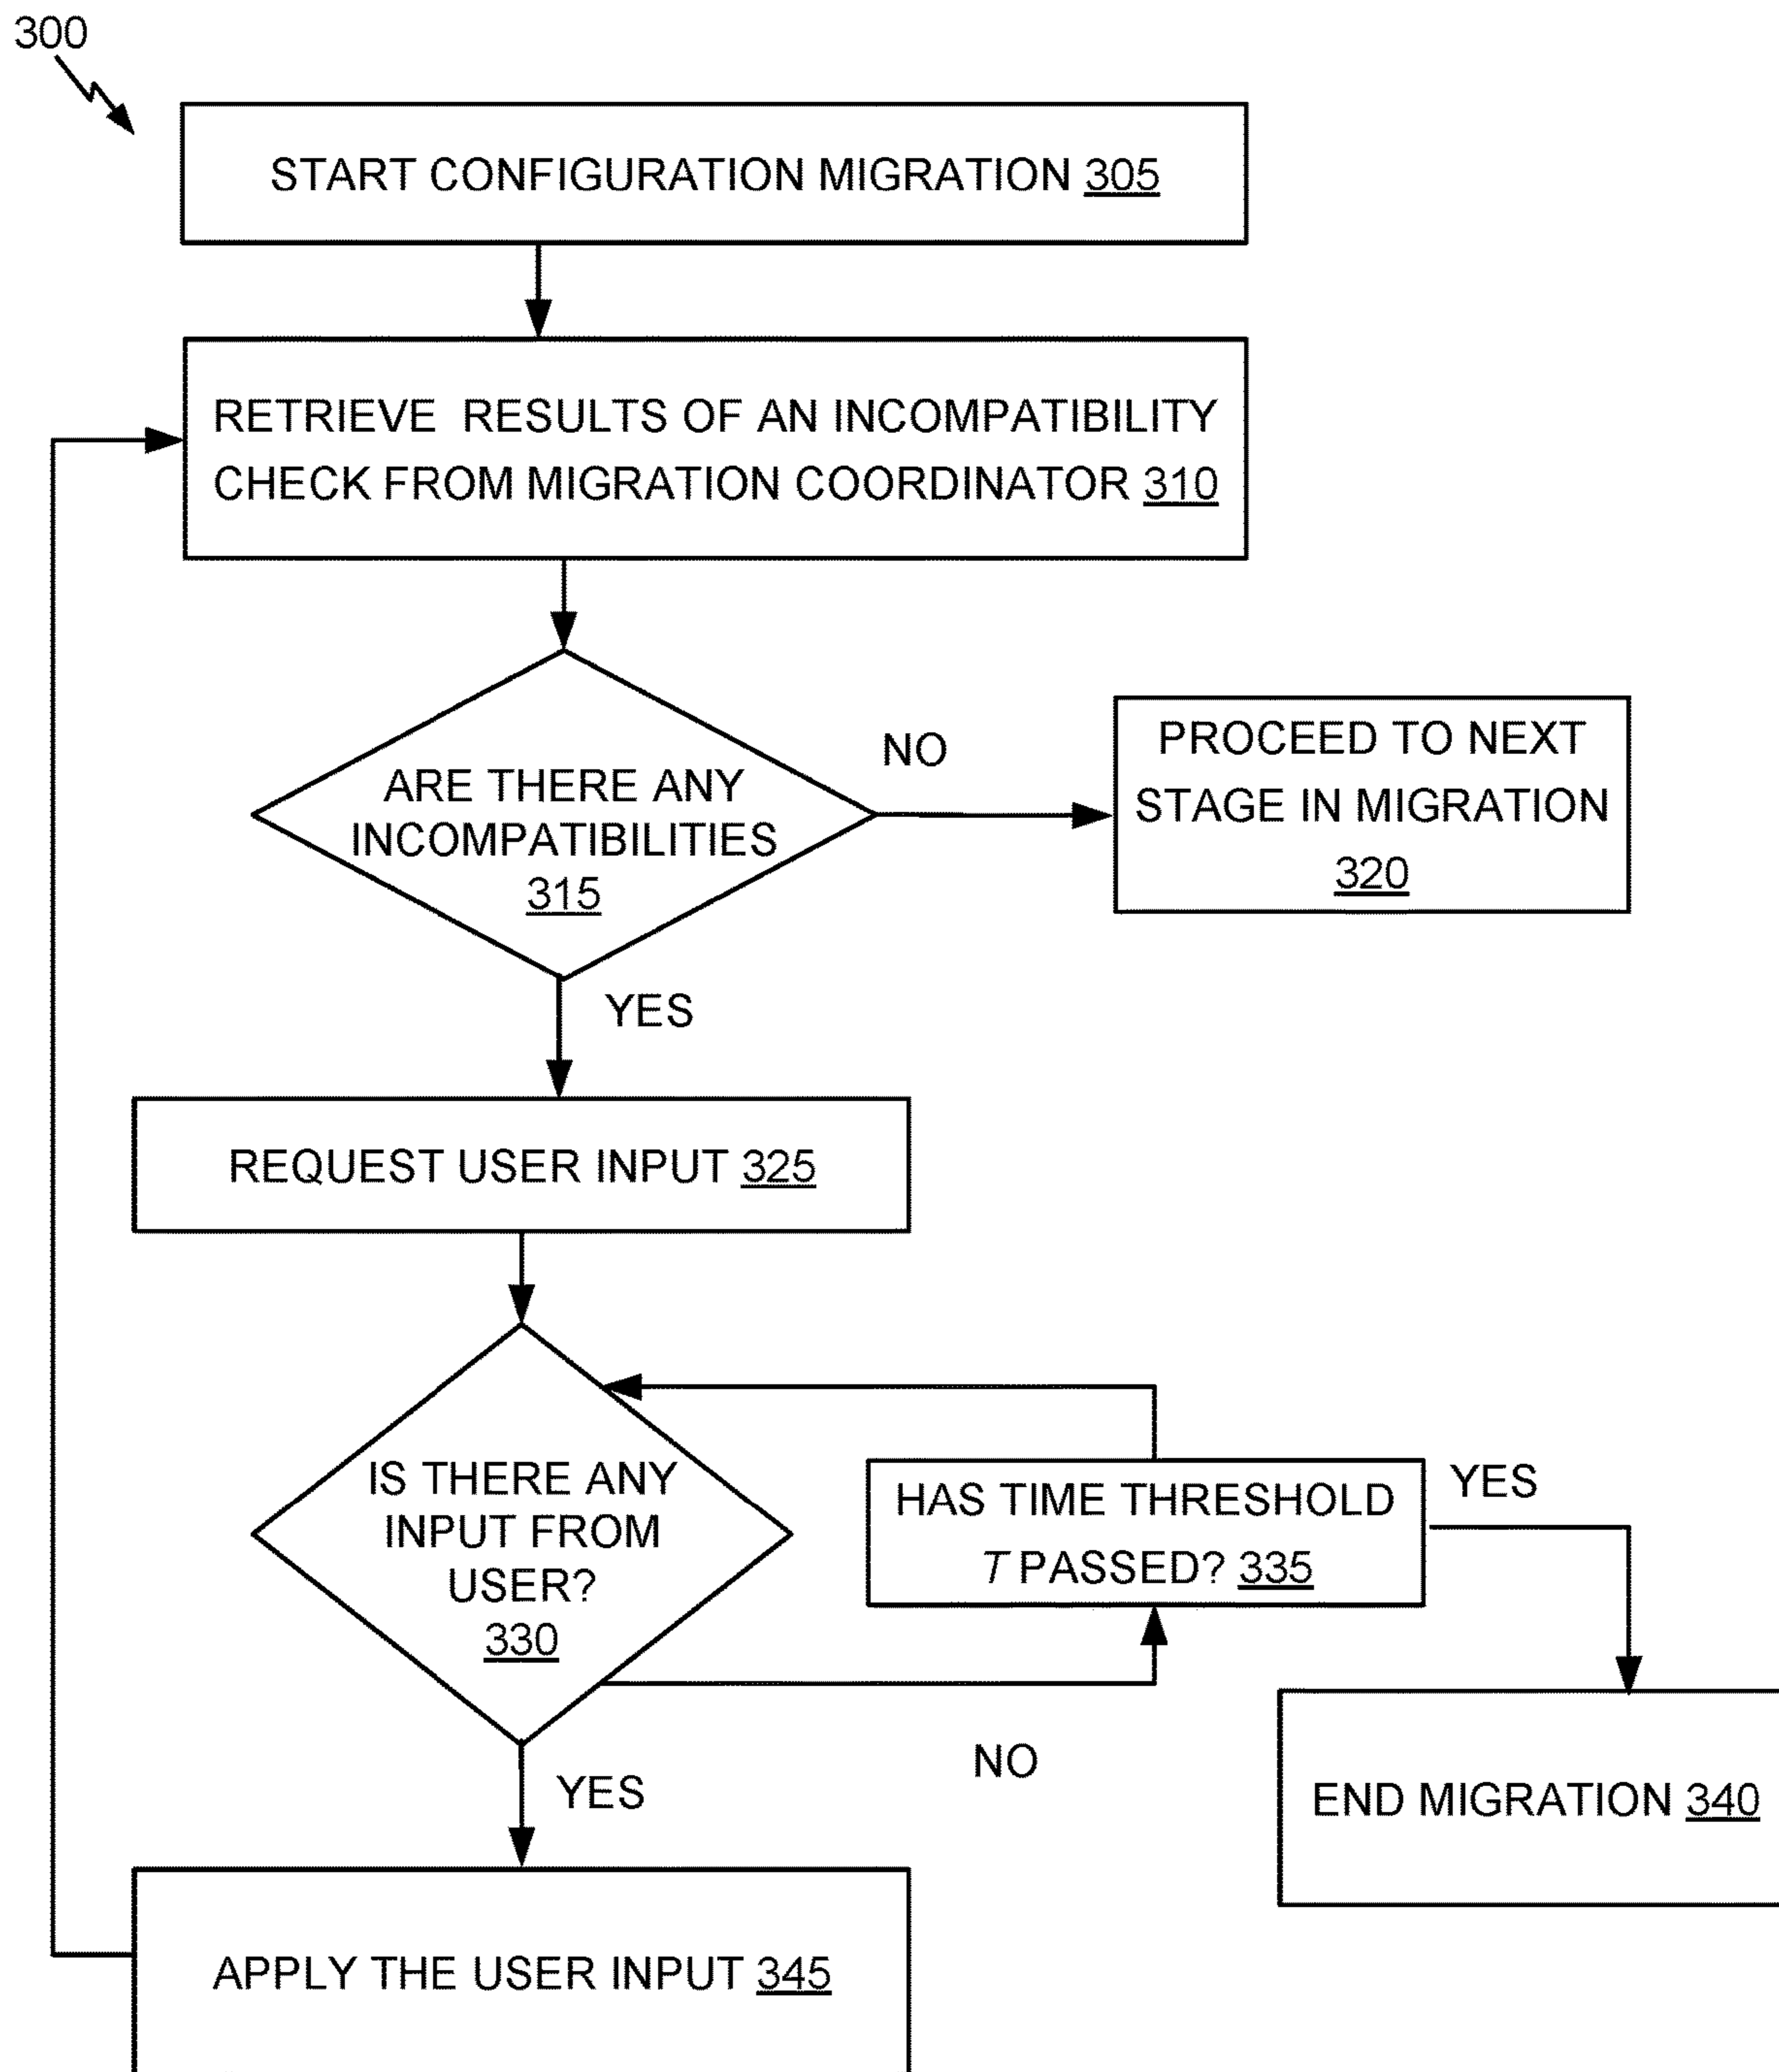 300
START CONFIGURATION MIGRATION 305
RETRIEVE RESULTS OF AN INCOMPATIBILITY
CHECK FROM MIGRATION COORDINATOR 310
ARE THERE ANY
INCOMPATIBILITIES
315
NO
PROCEED TO NEXT
STAGE IN MIGRATION
320
YES
REQUEST USER INPUT 325
IS THERE ANY
INPUT FROM
USER?
330
HAS TIME THRESHOLD
T PASSED? 335
YES
NO
END MIGRATION 340
YES
APPLY THE USER INPUT 345